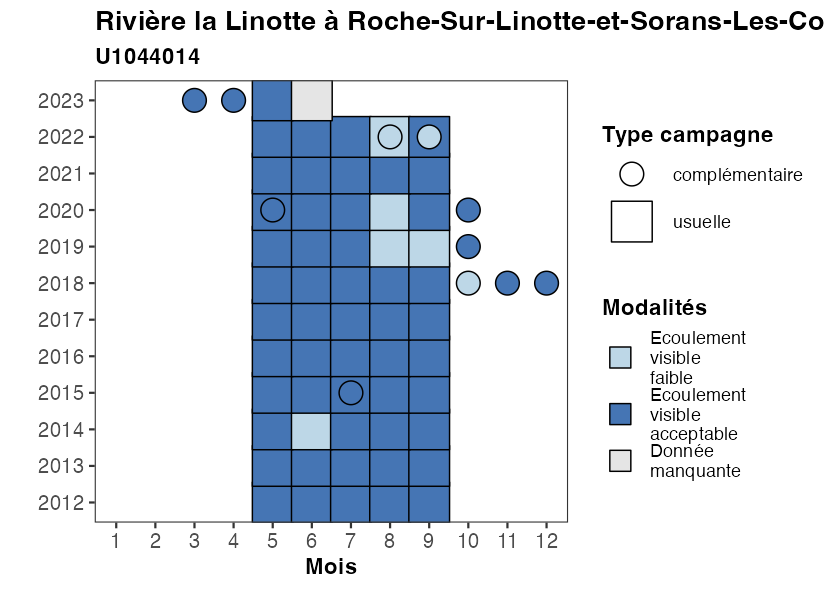 Rivière la Linotte à Roche-Sur-Linotte-et-Sorans-Les-Co
U1044014
2023
2022
2021
2020
2019
2018
2017
2016
2015
2014
2013
2012
1 2 3 4 5 6 7 8 9 10 11 12
Mois
Type campagne
complémentaire
usuelle
Modalités
Ecoulement
visible
faible
Ecoulement
visible
acceptable
Donnée
manquante